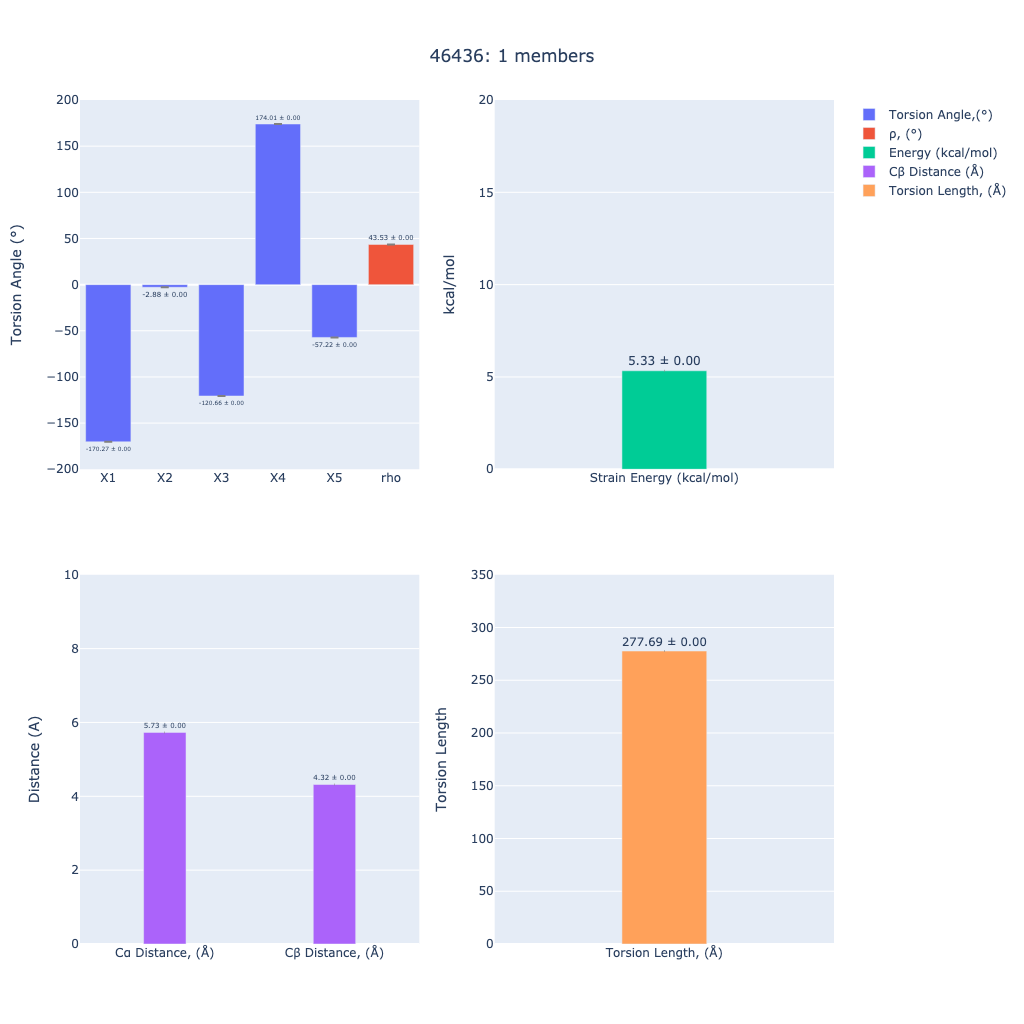 46436: 1 members
Torsion Angle (°)
200
150
100
50
0
−50
−100
−150
−200
-170.27 ± 0.00
-2.88 ± 0.00
-120.66 ± 0.00
174.01 ± 0.00
-57.22 ± 0.00
43.53 ± 0.00
X1 X2 X3 X4 X5 rho
kcal/mol
20
15
10
5
0
5.33 ± 0.00
Strain Energy (kcal/mol)
Torsion Angle,(°)
ρ, (°)
Energy (kcal/mol)
Cβ Distance (Å)
Torsion Length, (Å)
Distance (A)
10
8
6
4
2
0
5.73 ± 0.00
4.32 ± 0.00
Cα Distance, (Å) Cβ Distance, (Å)
Torsion Length
350
300
250
200
150
100
50
0
277.69 ± 0.00
Torsion Length, (Å)